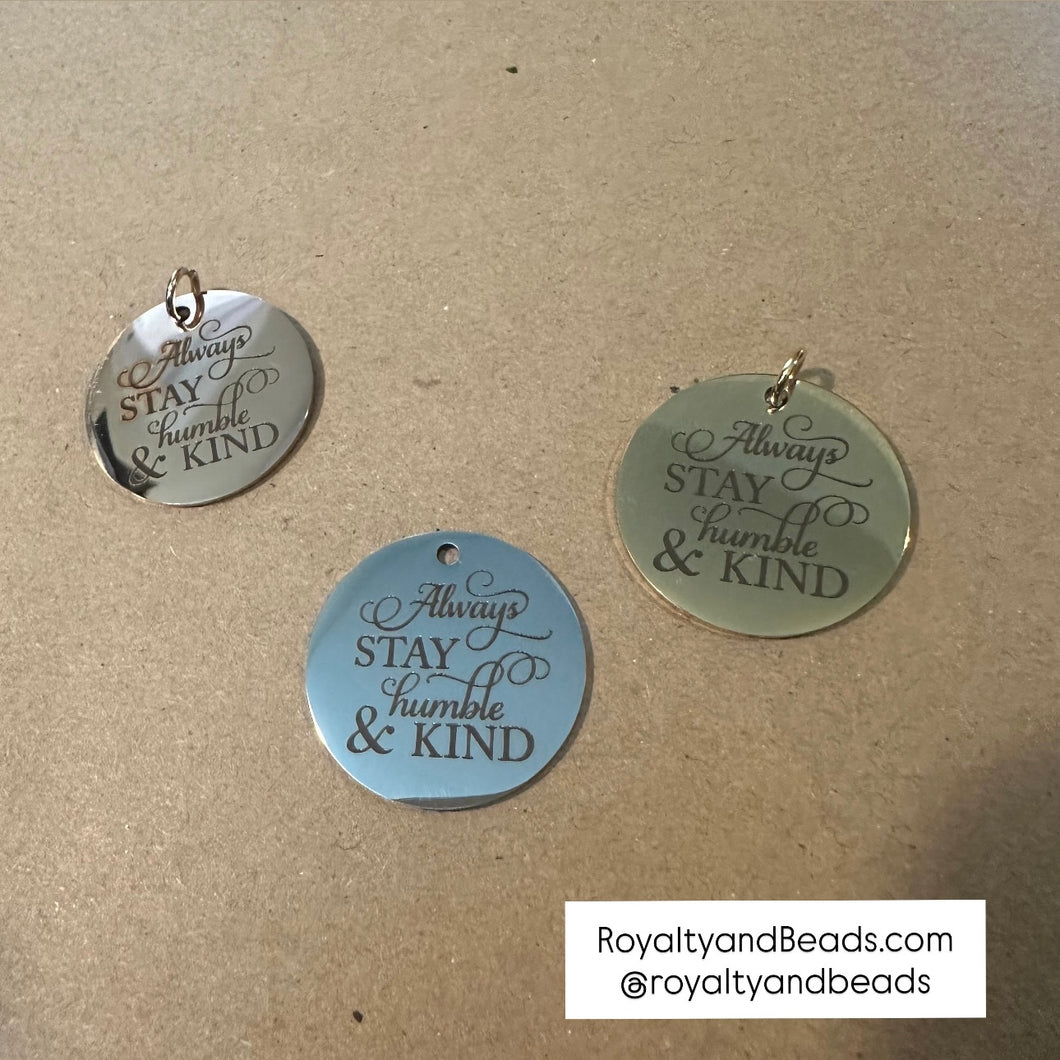 Always
STAY
humble
& KIND
Always
STAY
humble
& KIND
Always
STAY
humble
& KIND
RoyaltyandBeads.com
@royaltyandbeads